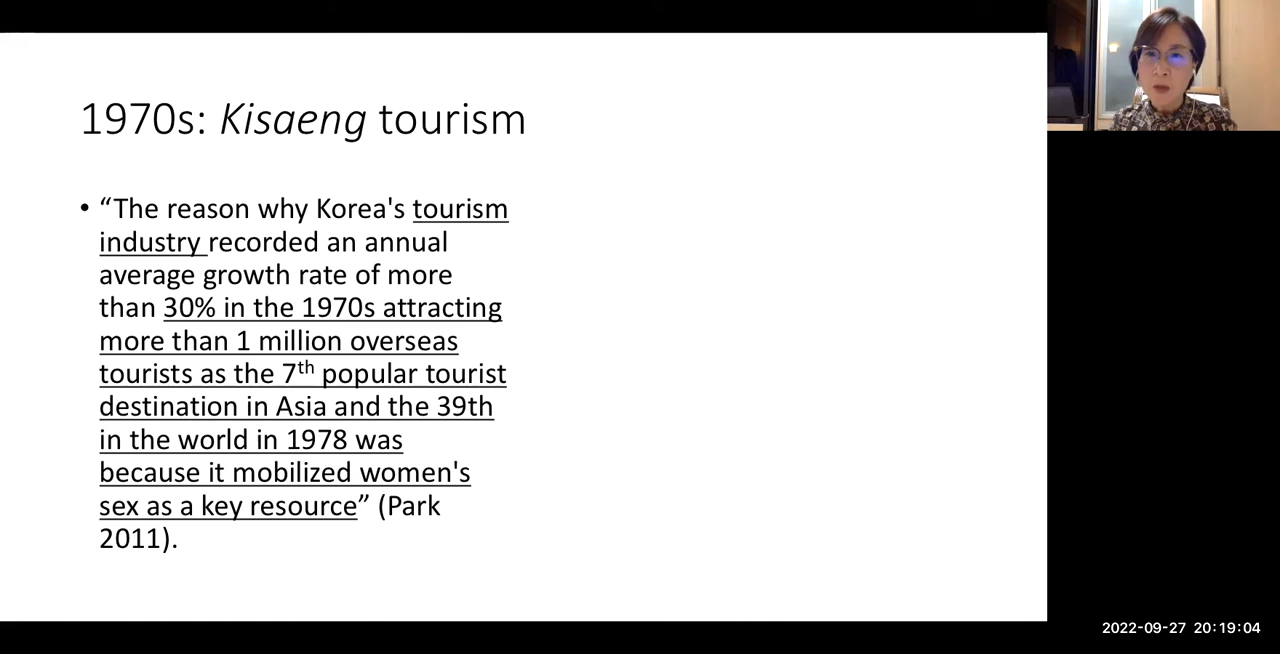 1970s: Kisaeng tourism
• “The reason why Korea's tourism
industry recorded an annual
average growth rate of more
than 30% in the 1970s attracting
more than 1 million overseas
tourists as the 7th popular tourist
destination in Asia and the 39th
in the world in 1978 was
because it mobilized women's
sex as a key resource” (Park
2011).
2022-09-27 20:19:04